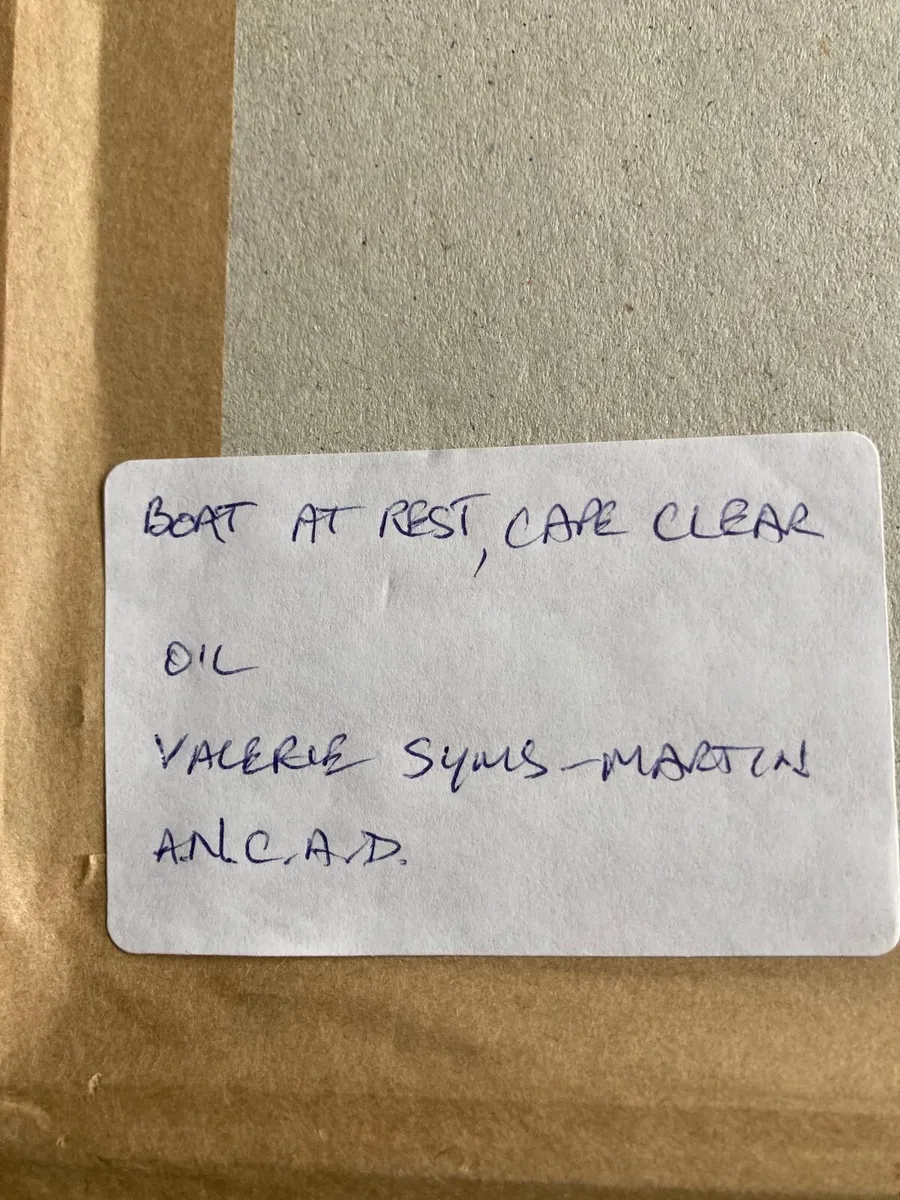 BOAT AT REST, CAPE CLEAR
OIL
VALERIE SYMS-MARTIN
A.N.C.A.D.